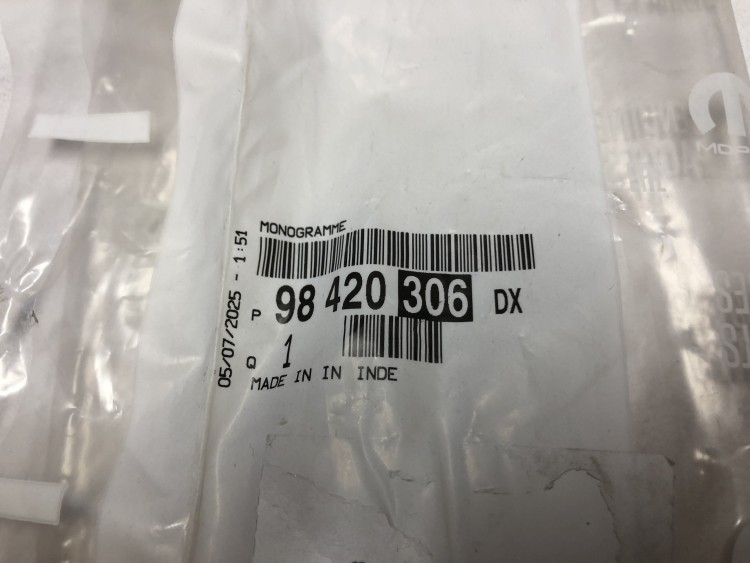 MONOGRAMME
05/07/2025 - 1:51
P 98 420 306 DX
Q 1
MADE IN IN INDE